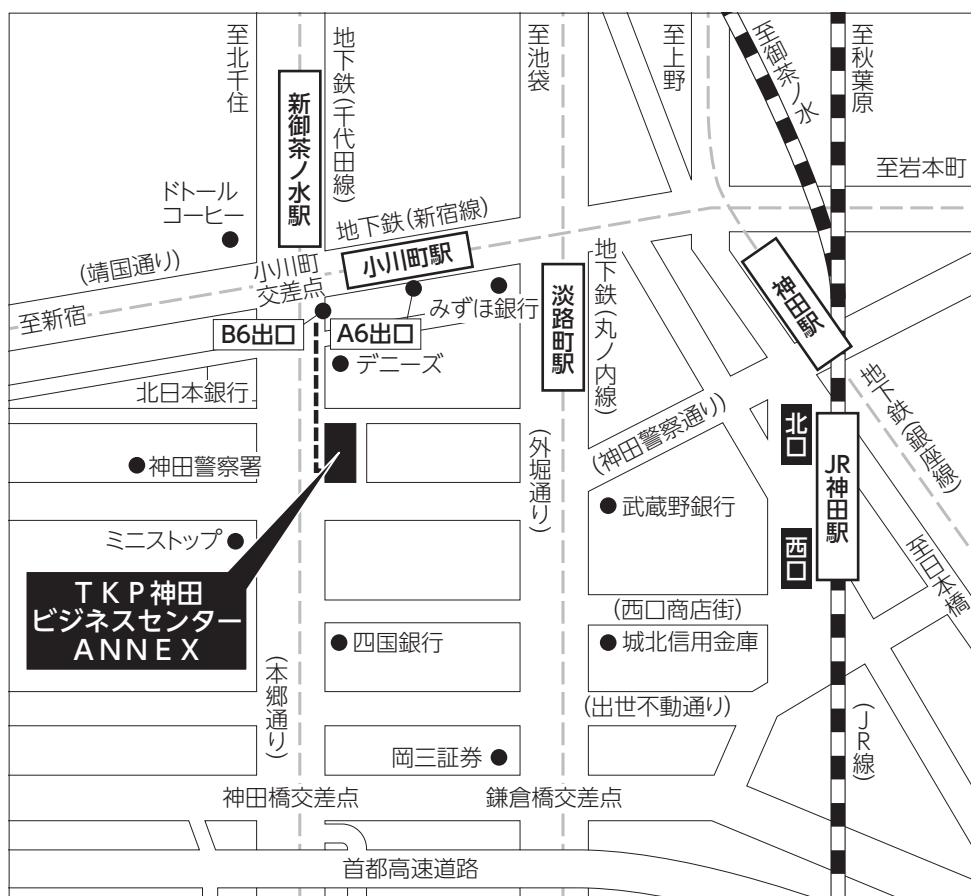 至北千住
地下鉄(千代田線)
至池袋
至上野
至御茶ノ水
至秋葉原
新御茶ノ水駅
至岩本町
ドトール
コーヒー
地下鉄(新宿線)
(靖国通り)
小川町
交差点
小川町駅
至新宿
淡路町駅
地下鉄(丸ノ内線)
神田駅
B6出口
A6出口
みずほ銀行
デニーズ
北日本銀行
地下鉄(銀座線)
(神田警察通り)
北口
JR神田駅
神田警察署
(外堀通り)
武蔵野銀行
ミニストップ
西口
至日本橋
TKP神田
ビジネスセンター
ANNEX
(西口商店街)
四国銀行
城北信用金庫
(本郷通り)
(出世不動通り)
(JR線)
岡三証券
神田橋交差点
鎌倉橋交差点
首都高速道路